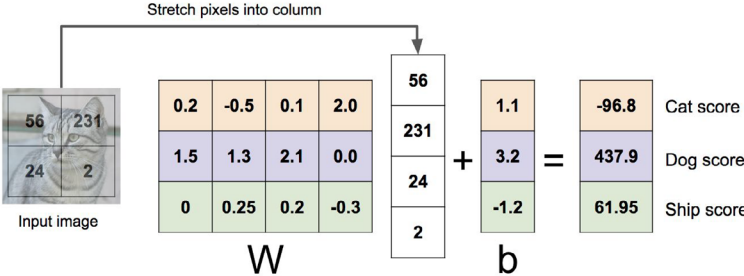 Stretch pixels into column
56 231
24 2
Input image
0.2 -0.5 0.1 2.0
1.5 1.3 2.1 0.0
0 0.25 0.2 -0.3
W
56
231
24
2
+
1.1
3.2
-1.2
b
=
-96.8 Cat score
437.9 Dog score
61.95 Ship score